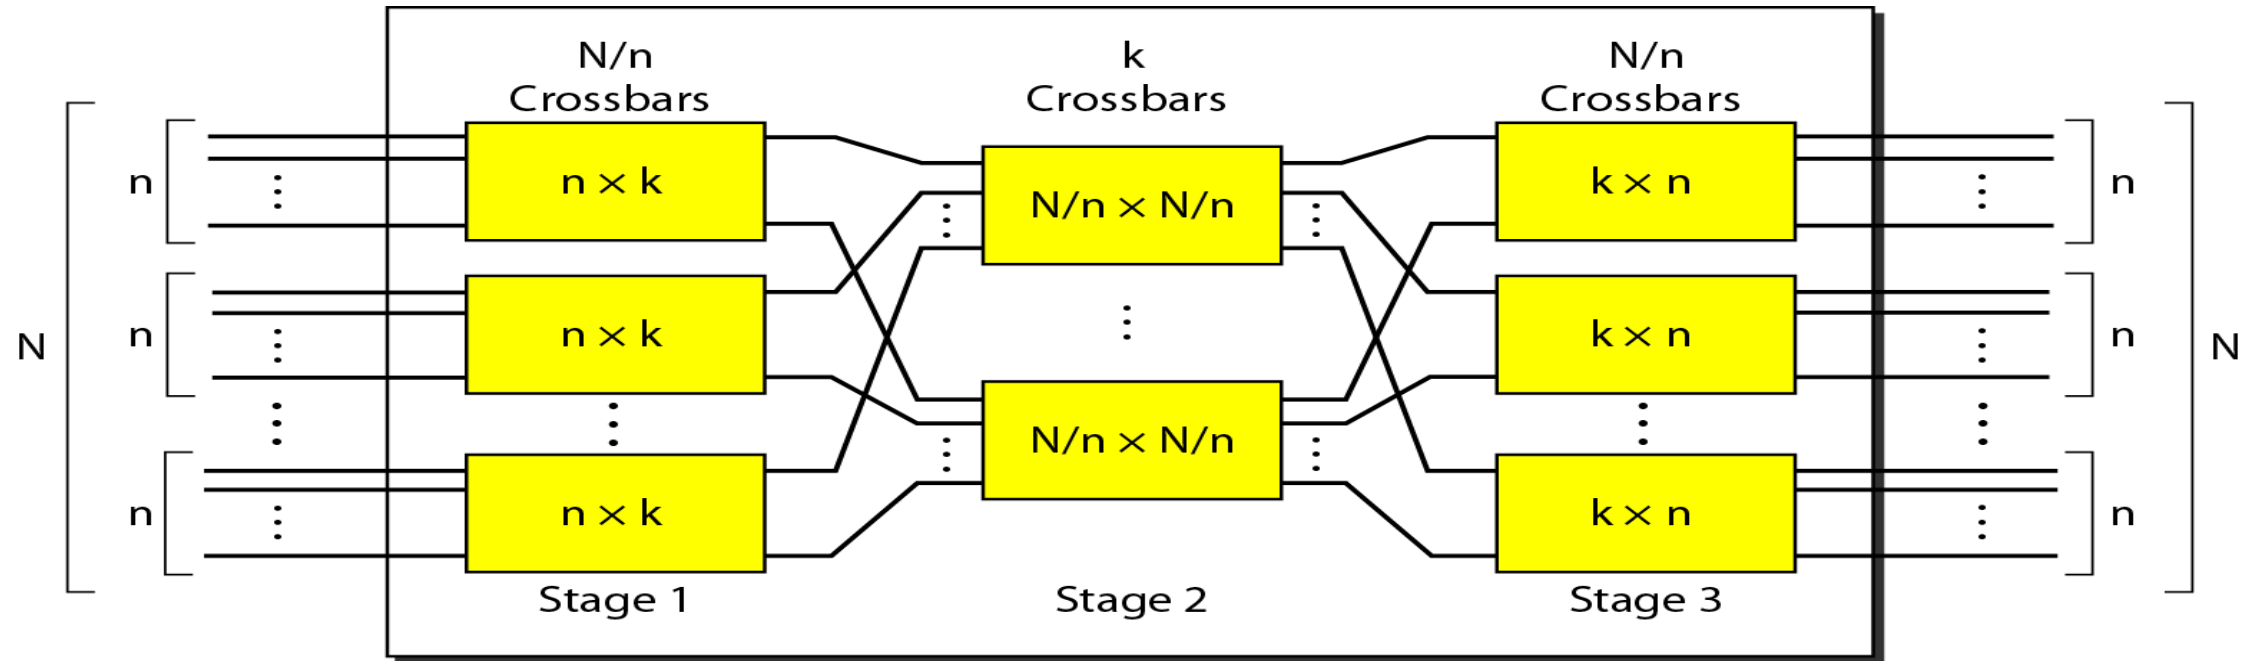 N/n
Crossbars
k
Crossbars
N/n
Crossbars
n
n × k
N/n × N/n
k × n
n
N
n
n × k
k × n
n
N
n
n × k
N/n × N/n
k × n
n
Stage 1
Stage 2
Stage 3